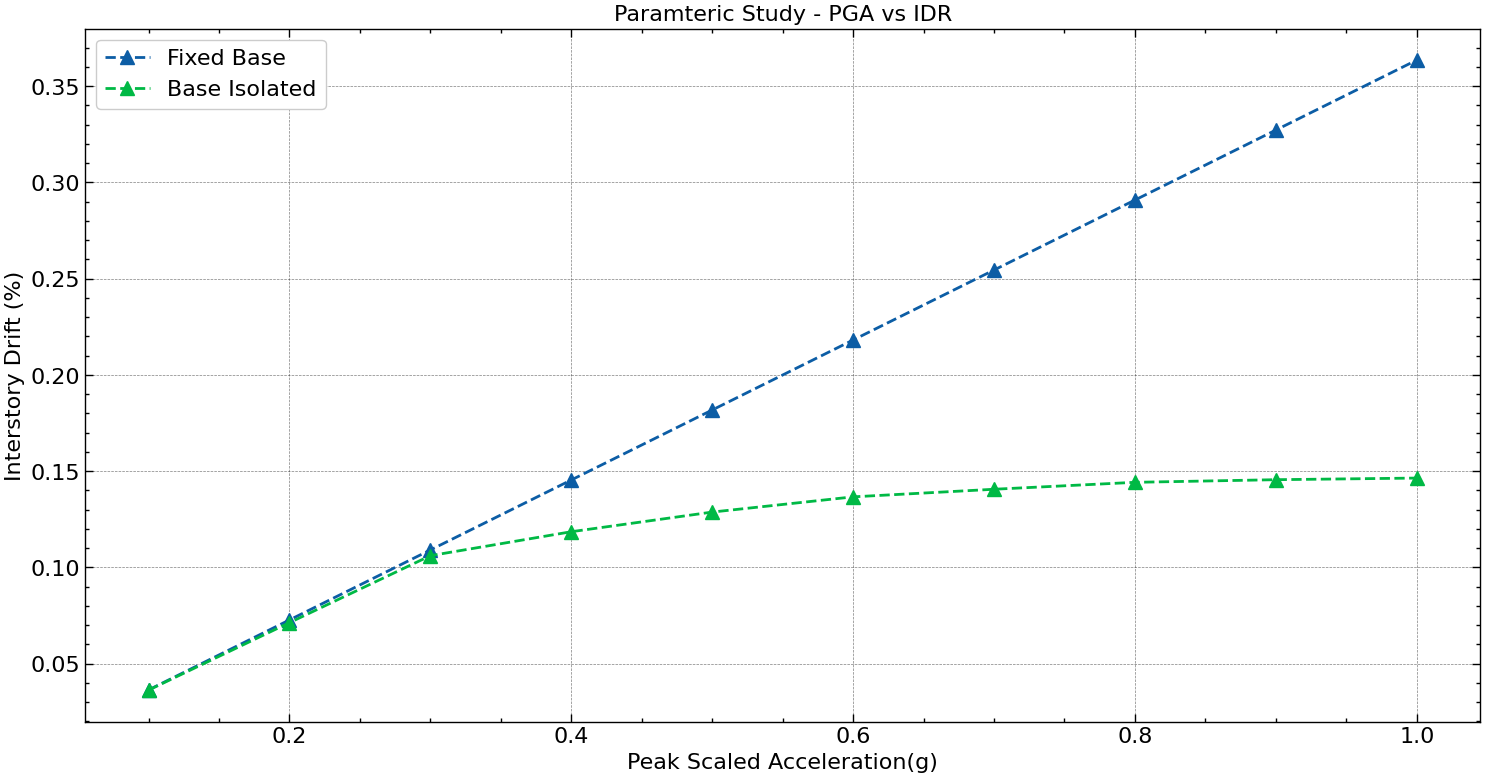 Paramteric Study - PGA vs IDR
Fixed Base
Base Isolated
Interstory Drift (%)
0.35
0.30
0.25
0.20
0.15
0.10
0.05
0.2 0.4 0.6 0.8 1.0
Peak Scaled Acceleration(g)